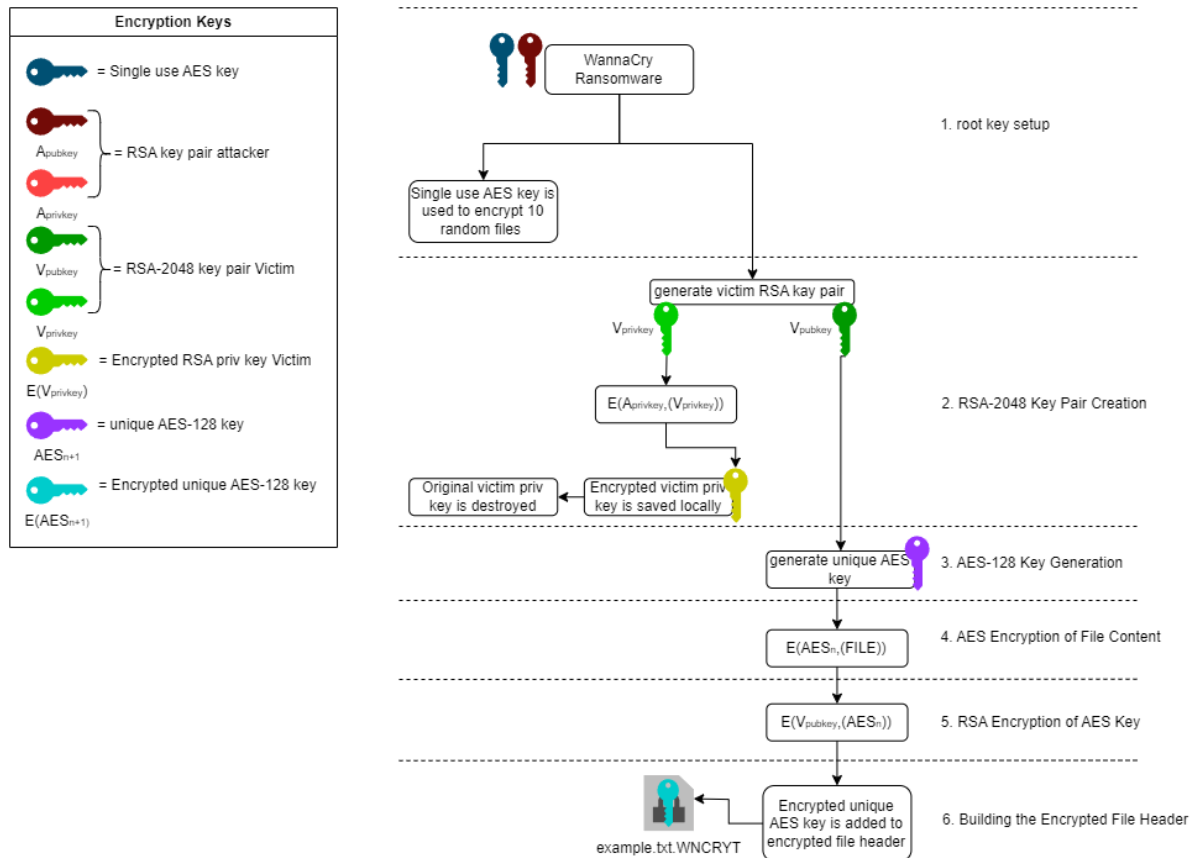 Encryption Keys
= Single use AES key
Apubkey
= RSA key pair attacker
Aprivkey
Vpubkey
= RSA-2048 key pair Victim
Vprivkey
= Encrypted RSA priv key Victim
E(Vprivkey)
= unique AES-128 key
AESn+1
= Encrypted unique AES-128 key
E(AESn+1)
WannaCry
Ransomware
1. root key setup
Single use AES key is
used to encrypt 10
random files
generate victim RSA kay pair
Vprivkey
Vpubkey
E(Aprivkey,(Vprivkey))
2. RSA-2048 Key Pair Creation
Original victim priv
key is destroyed
Encrypted victim priv
key is saved locally
generate unique AES
key
3. AES-128 Key Generation
E(AESn,(FILE))
4. AES Encryption of File Content
E(Vpubkey,(AESn))
5. RSA Encryption of AES Key
Encrypted unique
AES key is added to
encrypted file header
6. Building the Encrypted File Header
example.txt.WNCRYT